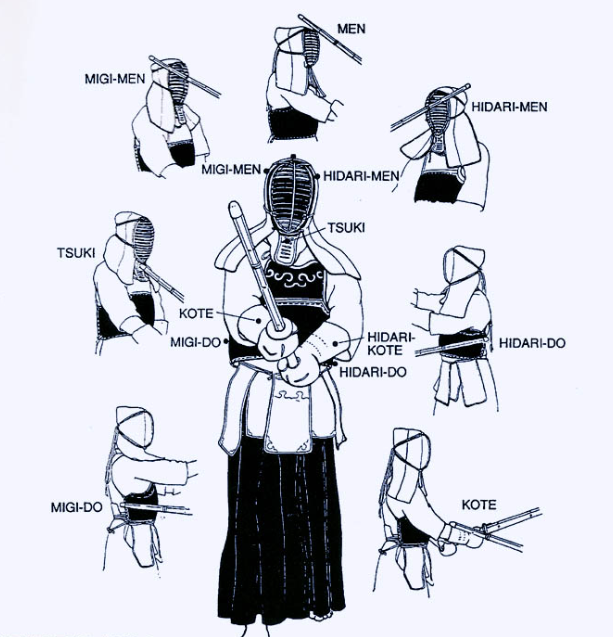 MEN
MIGI-MEN
HIDARI-MEN
MIGI-MEN
HIDARI-MEN
TSUKI
TSUKI
KOTE
MIGI-DO
HIDARI-
KOTE
HIDARI-DO
HIDARI-DO
MIGI-DO
KOTE